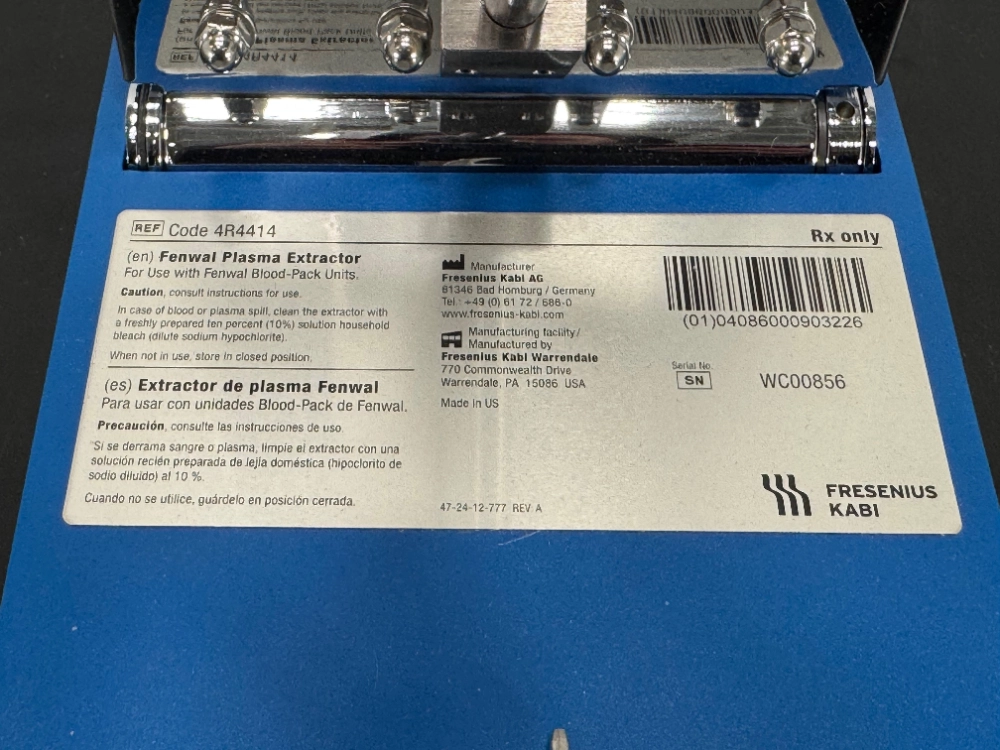 REF Code 4R4414
(en) Fenwal Plasma Extractor
For Use with Fenwal Blood-Pack Units.
Caution, consult instructions for use.
In case of blood or plasma spill, clean the extractor with
a freshly prepared ten percent (10%) solution household
bleach (dilute sodium hypochlorite).
When not in use, store in closed position.
(es) Extractor de plasma Fenwal
Para usar con unidades Blood-Pack de Fenwal.
Precaución, consulte las instrucciones de uso.
Si se derrama sangre o plasma, limpie el extractor con una
solución recién preparada de lejía doméstica (hipoclorito de
sodio diluido) al 10 %.
Cuando no se utilice, guárdelo en posición cerrada.
Manufacturer
Fresenius Kabi AG
61346 Bad Homburg / Germany
Tel.: +49 (0) 61 72 / 686-0
www.fresenius-kabi.com
Manufacturing facility/
Manufactured by
Fresenius Kabi Warrendale
770 Commonwealth Drive
Warrendale, PA 15086 USA
Made in US
47-24-12-777 REV A
Rx only
(01)04086000903226
Serial No.
SN WC00856
FRESENIUS
KABI